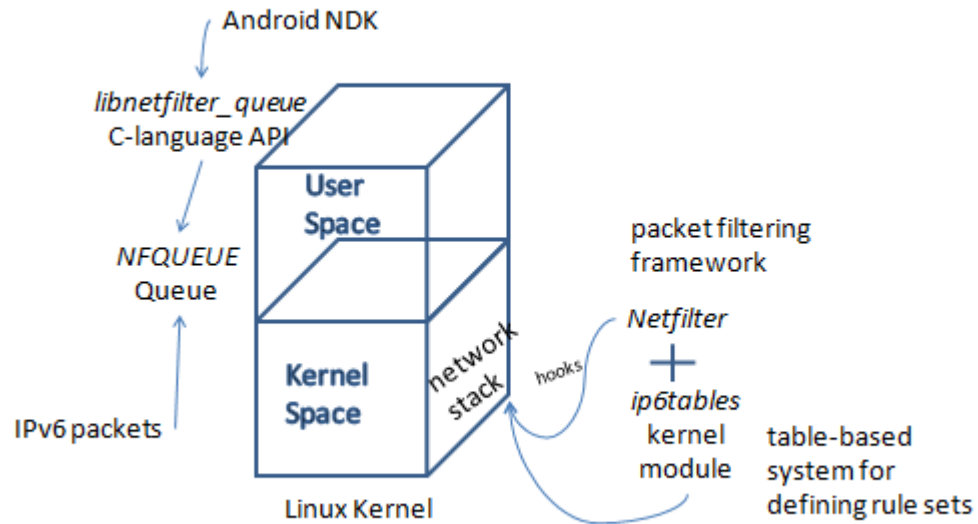 Android NDK
libnetfilter_queue
C-language API
User
Space
NFQUEUE
Queue
packet filtering
framework
Netfilter
hooks
network
stack
Kernel
Space
ip6tables
kernel
module
IPv6 packets
table-based
system for
defining rule sets
Linux Kernel